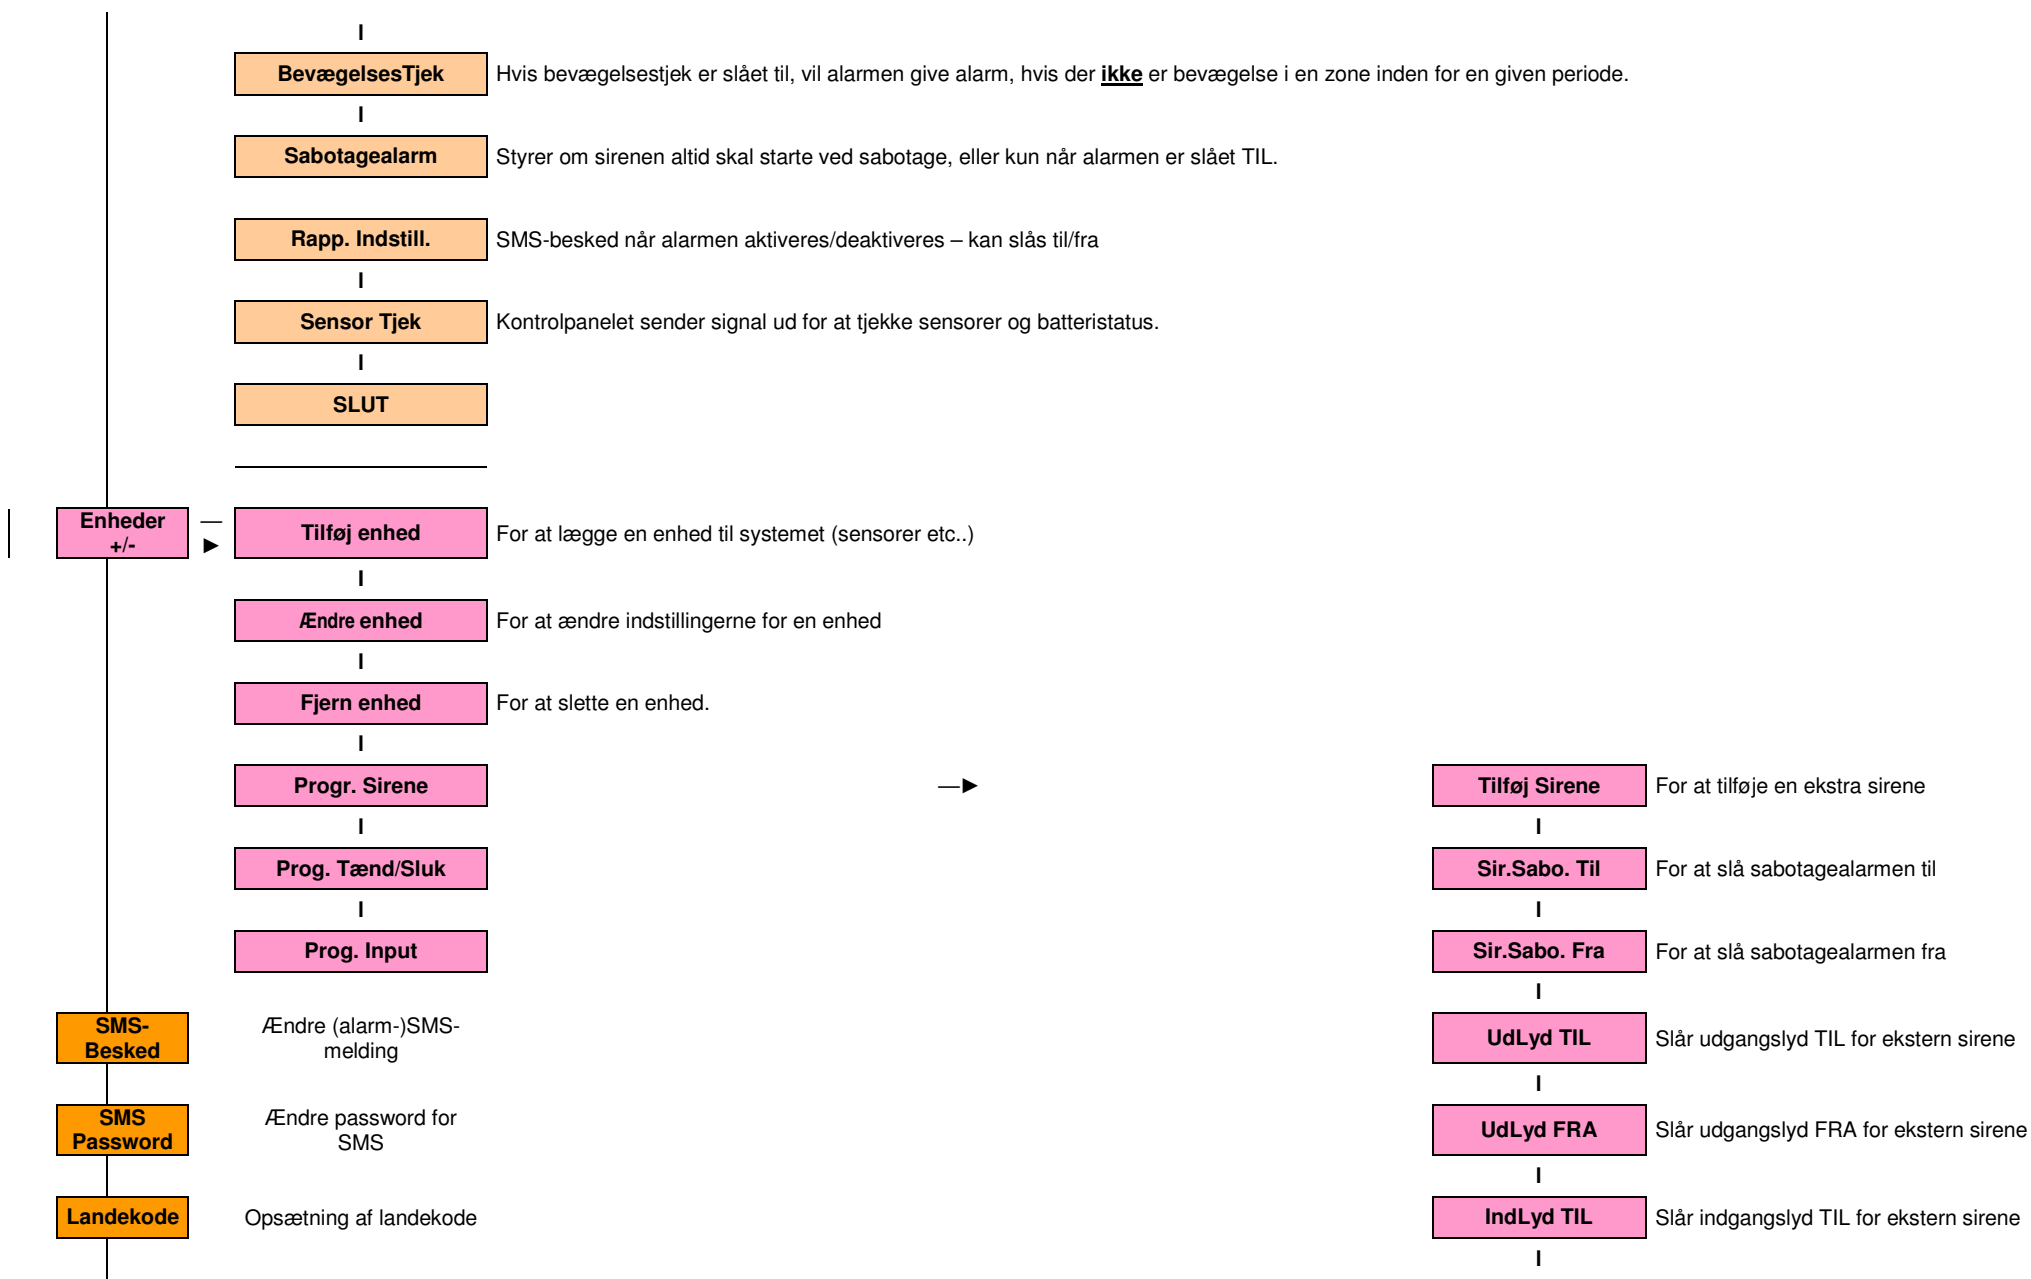 BevægelsesTjek Hvis bevægelsestjek er slået til, vil alarmen give alarm, hvis der ikke er bevægelse i en zone inden for en given periode.
Sabotagealarm Styrer om sirenen altid skal starte ved sabotage, eller kun når alarmen er slået TIL.
Rapp. Indstill. SMS-besked når alarmen aktiveres/deaktiveres – kan slås til/fra
Sensor Tjek Kontrolpanelet sender signal ud for at tjekke sensorer og batteristatus.
SLUT
Enheder
+/-
Tilføj enhed For at lægge en enhed til systemet (sensorer etc..)
Ændre enhed For at ændre indstillingerne for en enhed
Fjern enhed For at slette en enhed.
Progr. Sirene
Tilføj Sirene For at tilføje en ekstra sirene
Prog. Tænd/Sluk
Sir.Sabo. Til For at slå sabotagealarmen til
Prog. Input
Sir.Sabo. Fra For at slå sabotagealarmen fra
SMS-
Besked
Ændre (alarm-)SMS-
melding
UdLyd TIL Slår udgangslyd TIL for ekstern sirene
SMS
Password
Ændre password for
SMS
UdLyd FRA Slår udgangslyd FRA for ekstern sirene
Landekode Opsætning af landekode
IndLyd TIL Slår indgangslyd TIL for ekstern sirene